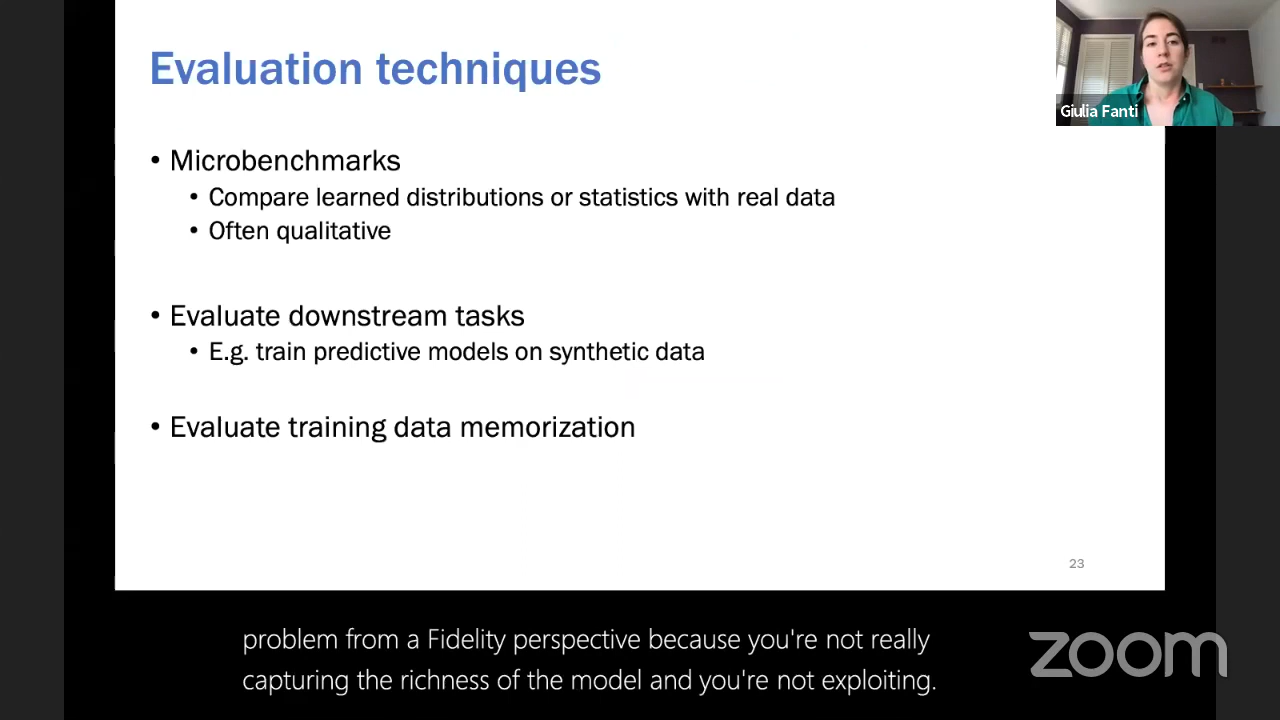 Evaluation techniques
Giulia Fanti
• Microbenchmarks
• Compare learned distributions or statistics with real data
• Often qualitative
• Evaluate downstream tasks
• E.g. train predictive models on synthetic data
• Evaluate training data memorization
23
problem from a Fidelity perspective because you're not really
capturing the richness of the model and you're not exploiting.
zoom